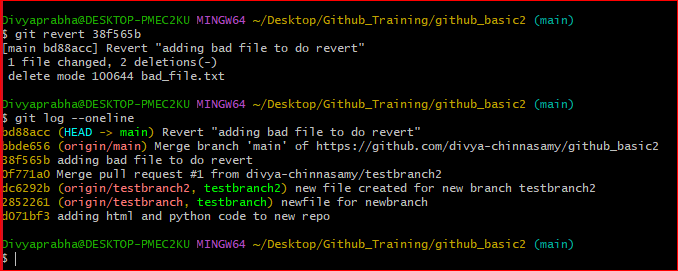 Divyaprabha@DESKTOP-PMEC2KU MINGW64 ~/Desktop/Github_Training/github_basic2 (main)
$ git revert 38f565b
[main bd88acc] Revert "adding bad file to do revert"
1 file changed, 2 deletions(-)
delete mode 100644 bad_file.txt
Divyaprabha@DESKTOP-PMEC2KU MINGW64 ~/Desktop/Github_Training/github_basic2 (main)
$ git log --oneline
bd88acc (HEAD -> main) Revert "adding bad file to do revert"
bbde656 (origin/main) Merge branch 'main' of https://github.com/divya-chinnasamy/github_basic2
38f565b adding bad file to do revert
0f771a0 Merge pull request #1 from divya-chinnasamy/testbranch2
dc6292b (origin/testbranch2, testbranch2) new file created for new branch testbranch2
2852261 (origin/testbranch, testbranch) newfile for newbranch
d071bf3 adding html and python code to new repo
Divyaprabha@DESKTOP-PMEC2KU MINGW64 ~/Desktop/Github_Training/github_basic2 (main)
$